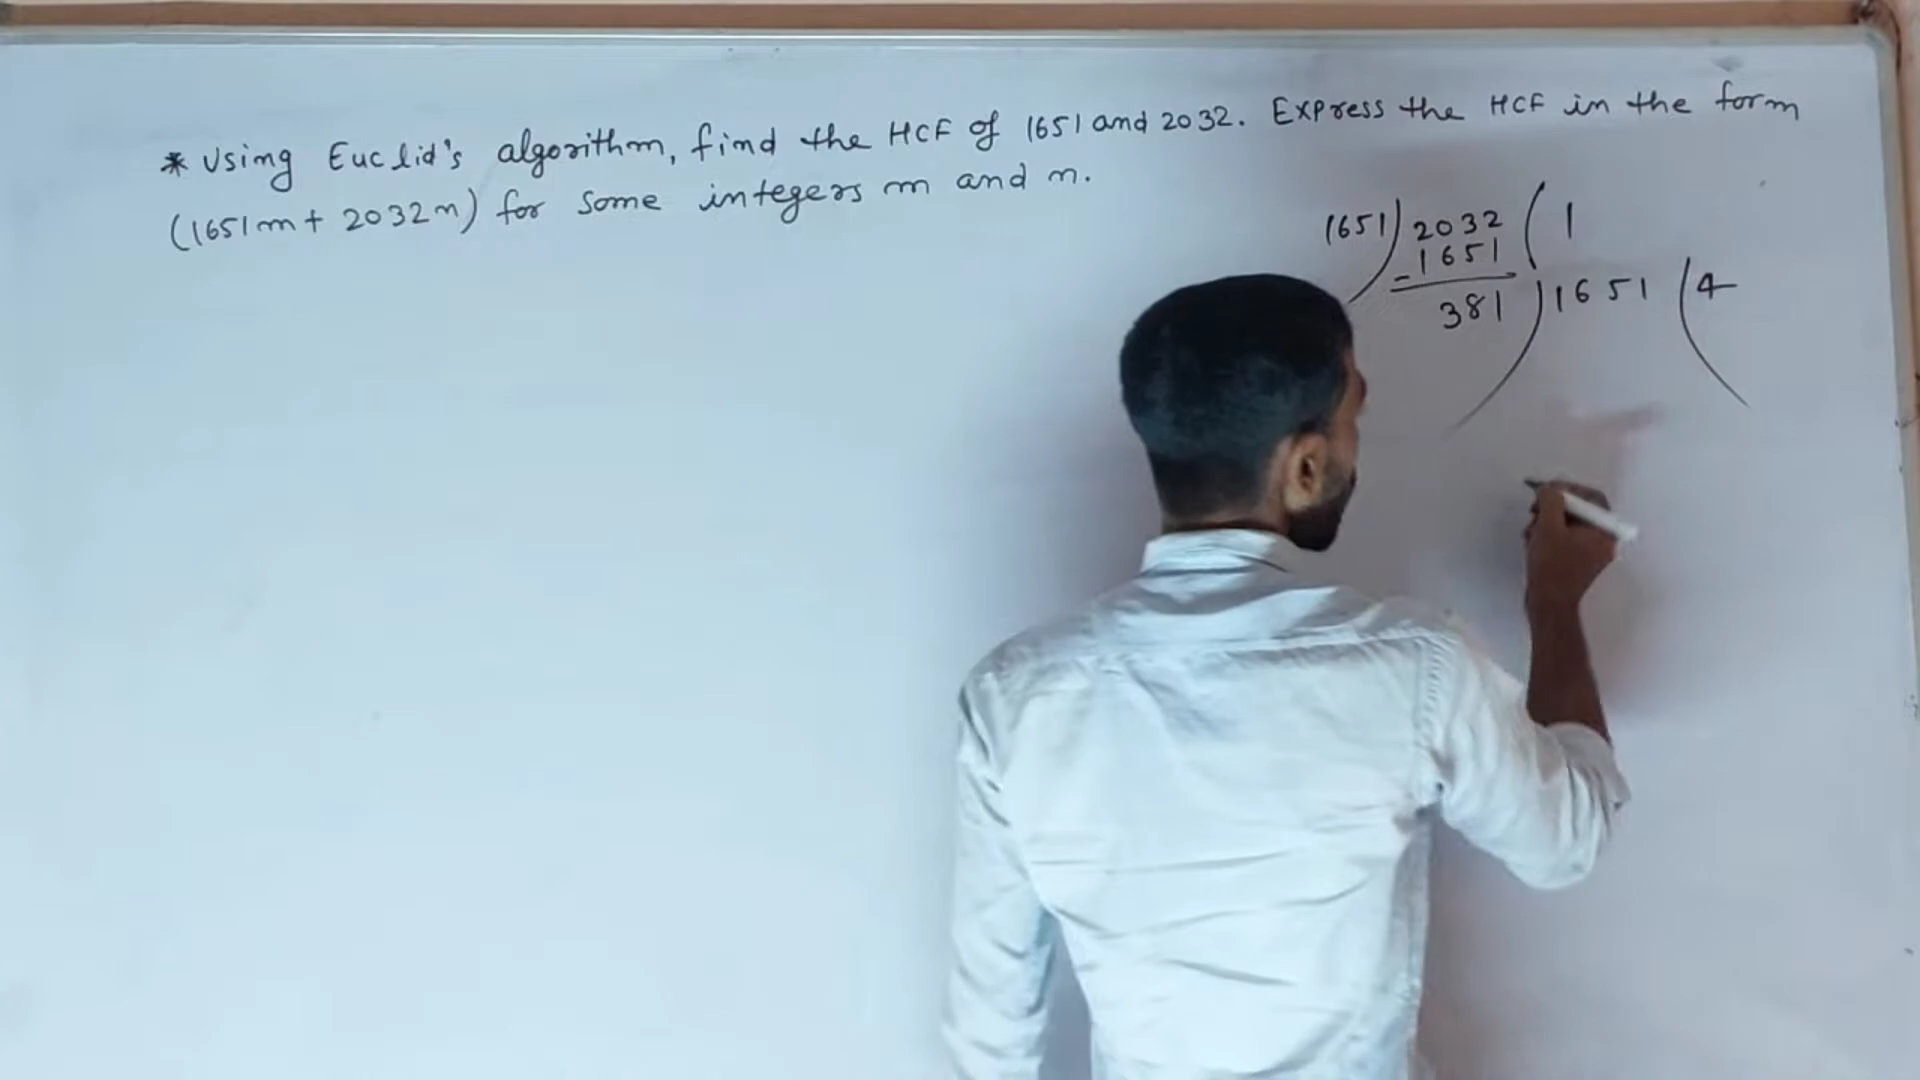 * Using Euclid's algorithm, find the HCF of 1651 and 2032. Express the HCF in the form
(1651m + 2032n) for some integers m and n.
1651) 2032 (1
-1651
381) 1651 (4